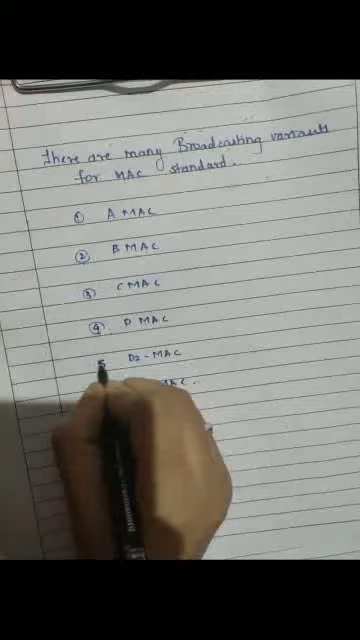 There are many Broadcasting variants
for MAC standard.
① A MAC
② B MAC
③ C MAC
④ D MAC
5 D2-MAC
MAC.